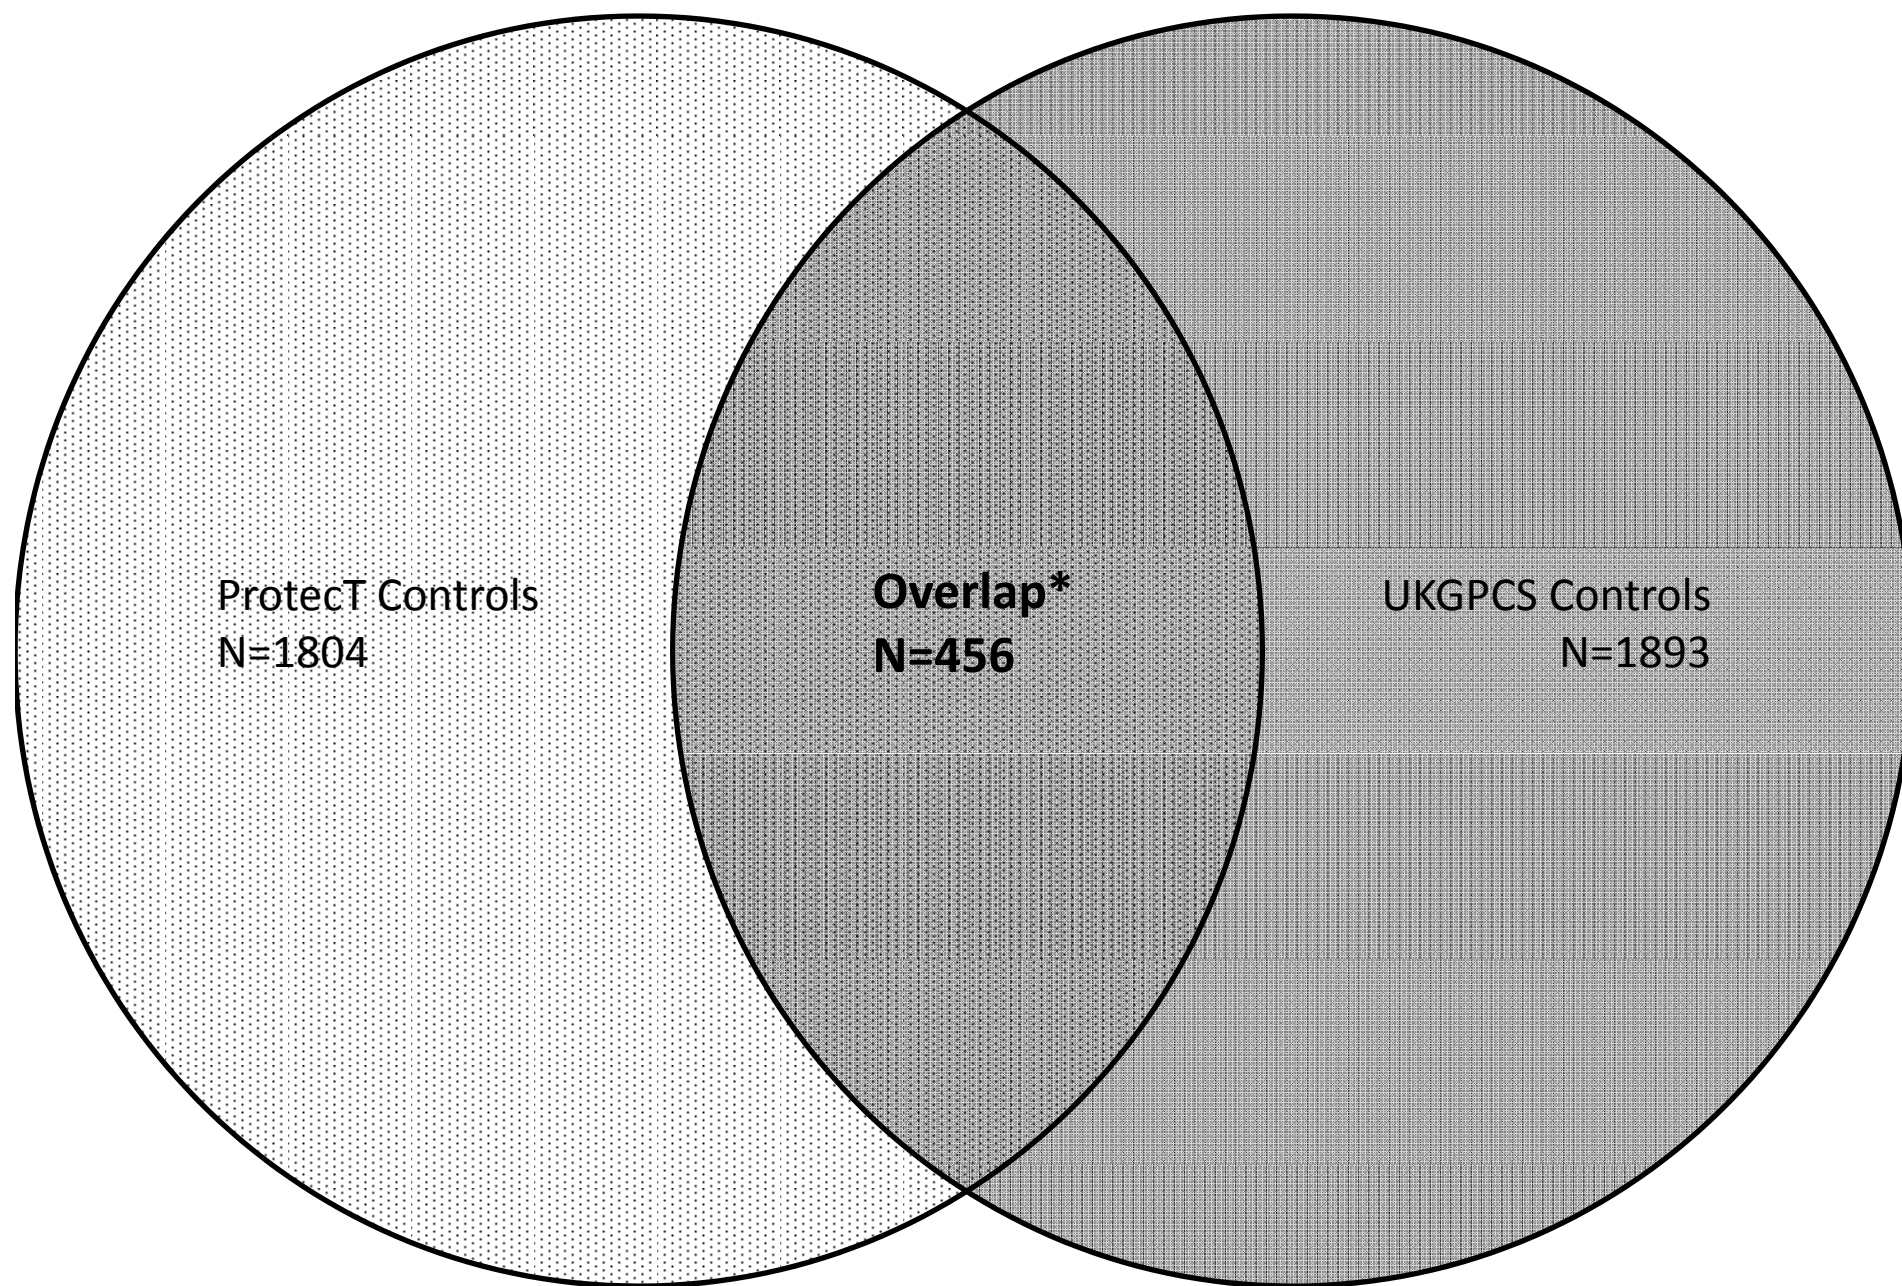 ProtecT Controls
N=1804
Overlap*
N=456
UKGPCS Controls
N=1893